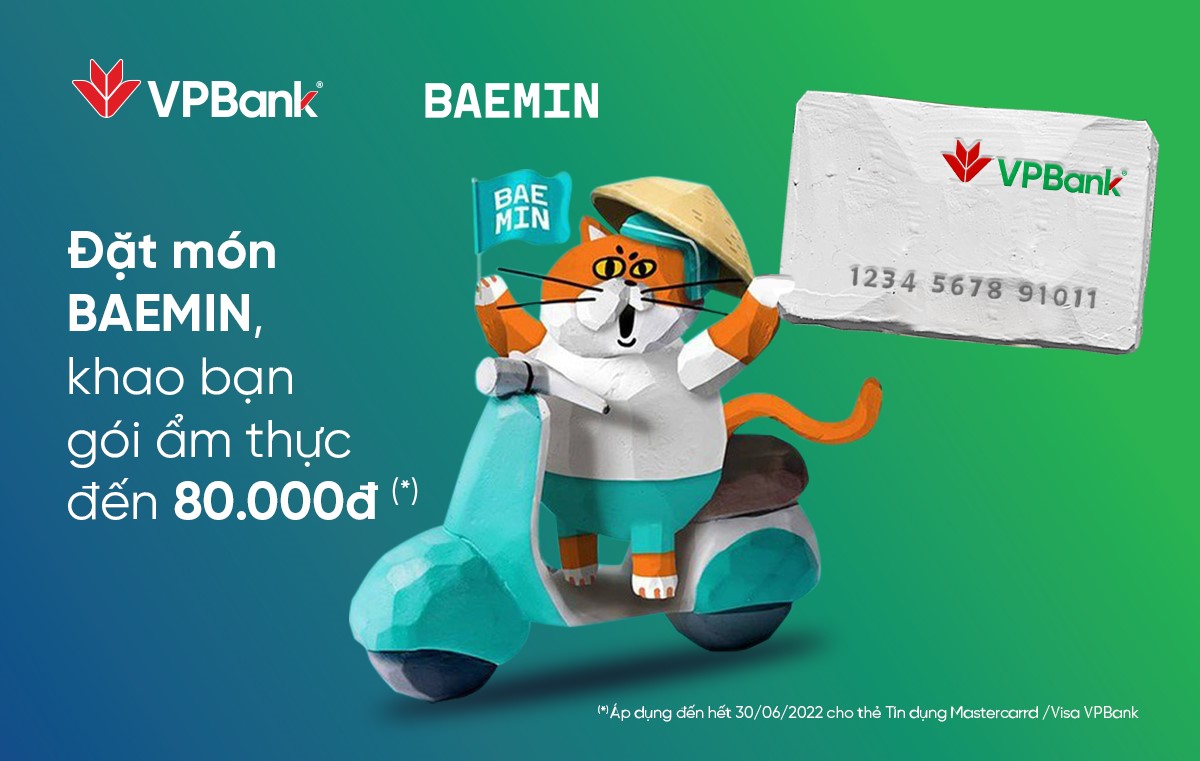 VPBank®
BAEMIN
BAE
MIN
VPBank®
1234 5678 91011
Đặt món
BAEMIN,
khao bạn
gói ẩm thực
đến 80.000đ (*)
(*)Áp dụng đến hết 30/06/2022 cho thẻ Tín dụng Mastercarrd /Visa VPBank